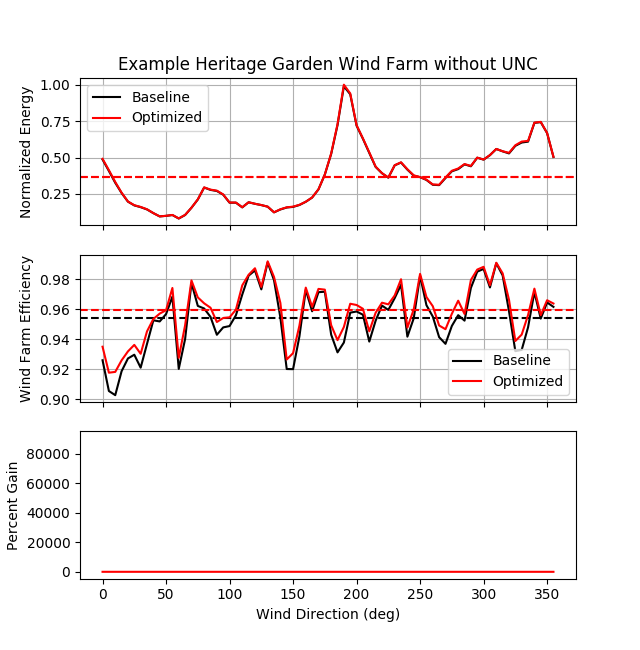 Example Heritage Garden Wind Farm without UNC
Normalized Energy
1.00
0.75
0.50
0.25
Baseline
Optimized
Wind Farm Efficiency
0.98
0.96
0.94
0.92
0.90
Baseline
Optimized
Percent Gain
80000
60000
40000
20000
0
0 50 100 150 200 250 300 350
Wind Direction (deg)